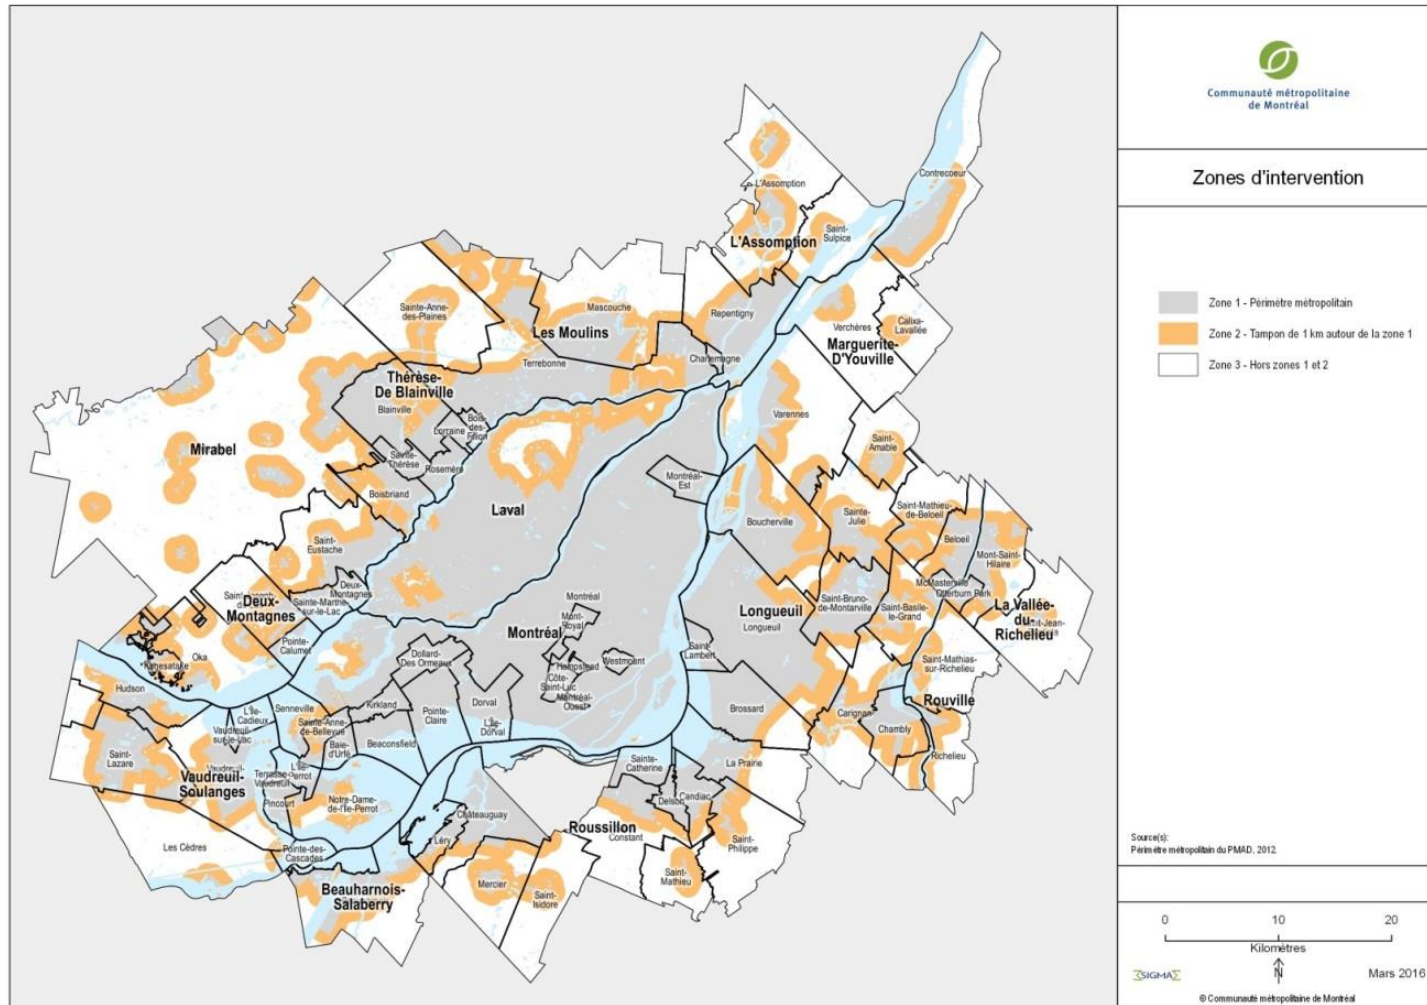 Communauté métropolitaine
de Montréal
Zones d'intervention
Zone 1 - Périmètre métropolitain
Zone 2 - Tampon de 1 km autour de la zone 1
Zone 3 - Hors zones 1 et 2
Source(s):
Périmètre métropolitain du PMAD, 2012.
0
10
20
Kilomètres
N
3SIGMA
Mars 2016
© Communauté métropolitaine de Montréal
Contrecoeur
L'Assomption
Saint-
Sulpice
L'Assomption
Sainte-Anne-
des-Plaines
Mascouche
Repentigny
Les Moulins
Verchères
Calixa-
Lavallée
Marguerite-
D'Youville
Charlemagne
Terrebonne
Thérèse-
De Blainville
Blainville
Bois-
des-
Filion
Lorraine
Varennes
Mirabel
Sainte-
Thérèse
Rosemère
Saint-
Amable
Boisbriand
Montréal-
Est
Laval
Boucherville
Sainte-
Julie
Saint-Mathieu-
de-Beloeil
Beloeil
Saint-
Eustache
Mont-Saint-
Hilaire
Deux-
Montagnes
McMasterville
Otterburn Park
Deux-
Montagnes
Sainte-Marthe-
sur-le-Lac
Montréal
Mont-
Royal
Longueuil
Longueuil
Saint-Bruno-
de-Montarville
Saint-Basile-
le-Grand
La Vallée-
du-
Richelieu
Pointe-
Calumet
Montréal
Saint-
Lambert
Dollard-
Des Ormeaux
Oka
Kanesatake
Hampstead
Westmount
Côte-
Saint-Luc
Montréal-
Ouest
Saint-Mathias-
sur-Richelieu
Rouville
Hudson
Senneville
Kirkland
Pointe-
Claire
Dorval
L'Île-
Dorval
Brossard
L'Île-
Cadieux
Vaudreuil-
sur-le-Lac
Sainte-Anne-
de-Bellevue
Baie-
d'Urfé
Beaconsfield
Carignan
Chambly
Richelieu
Saint-
Lazare
Vaudreuil-
Soulanges
Terrasse-
Vaudreuil
L'Île-
Perrot
Pincourt
Notre-Dame-
de-l'Île-Perrot
Sainte-
Catherine
La Prairie
Delson
Candiac
Châteauguay
Roussillon
Constant
Saint-
Philippe
Les Cèdres
Pointe-des-
Cascades
Léry
Beauharnois-
Salaberry
Mercier
Saint-
Isidore
Saint-
Mathieu